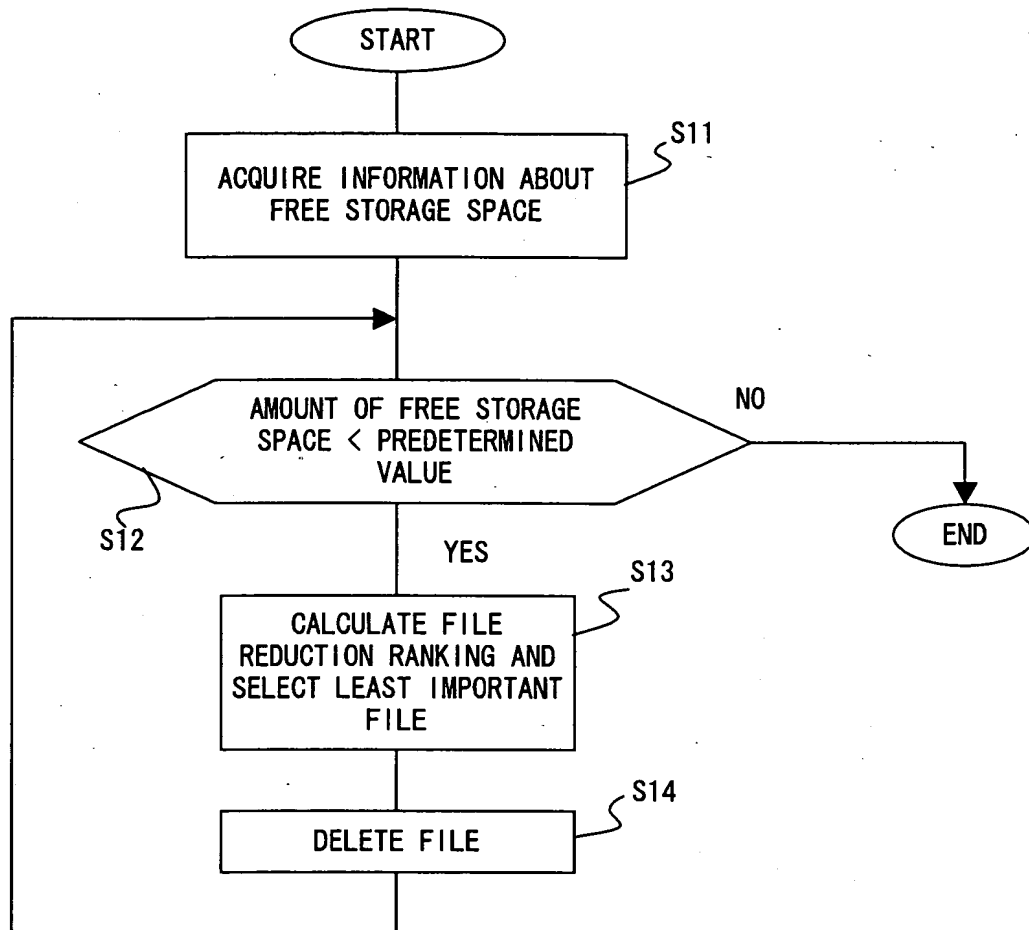 START
S11
ACQUIRE INFORMATION ABOUT
FREE STORAGE SPACE
AMOUNT OF FREE STORAGE
SPACE < PREDETERMINED
VALUE
NO
S12
END
YES
S13
CALCULATE FILE
REDUCTION RANKING AND
SELECT LEAST IMPORTANT
FILE
S14
DELETE FILE